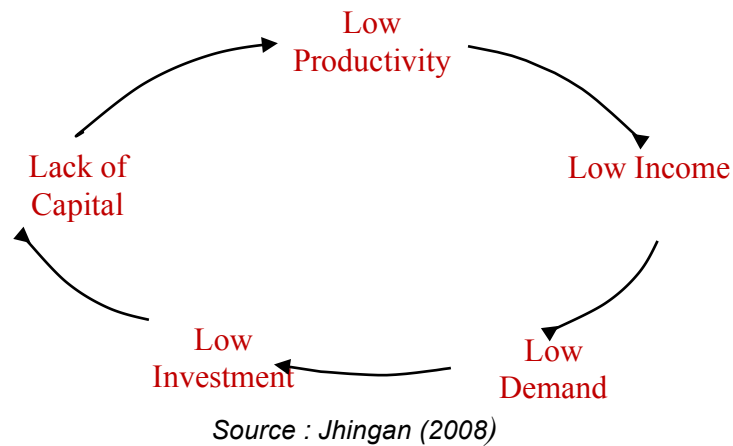 Low
Productivity
Low Income
Low
Demand
Low
Investment
Lack of
Capital
Source : Jhingan (2008)